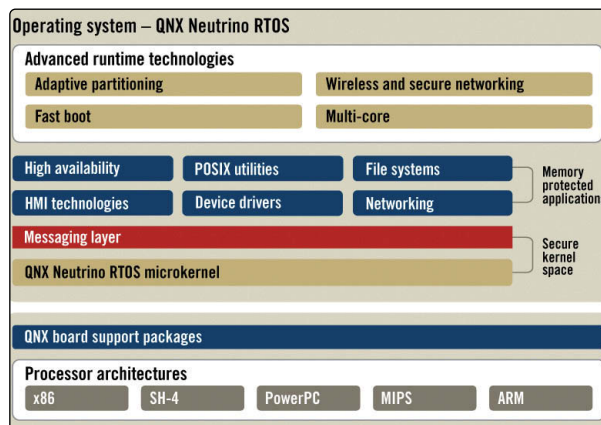 Operating system – QNX Neutrino RTOS
Advanced runtime technologies
Adaptive partitioning
Wireless and secure networking
Fast boot
Multi-core
High availability
POSIX utilities
File systems
HMI technologies
Device drivers
Networking
Memory
protected
application
Messaging layer
QNX Neutrino RTOS microkernel
Secure
kernel
space
QNX board support packages
Processor architectures
x86
SH-4
PowerPC
MIPS
ARM